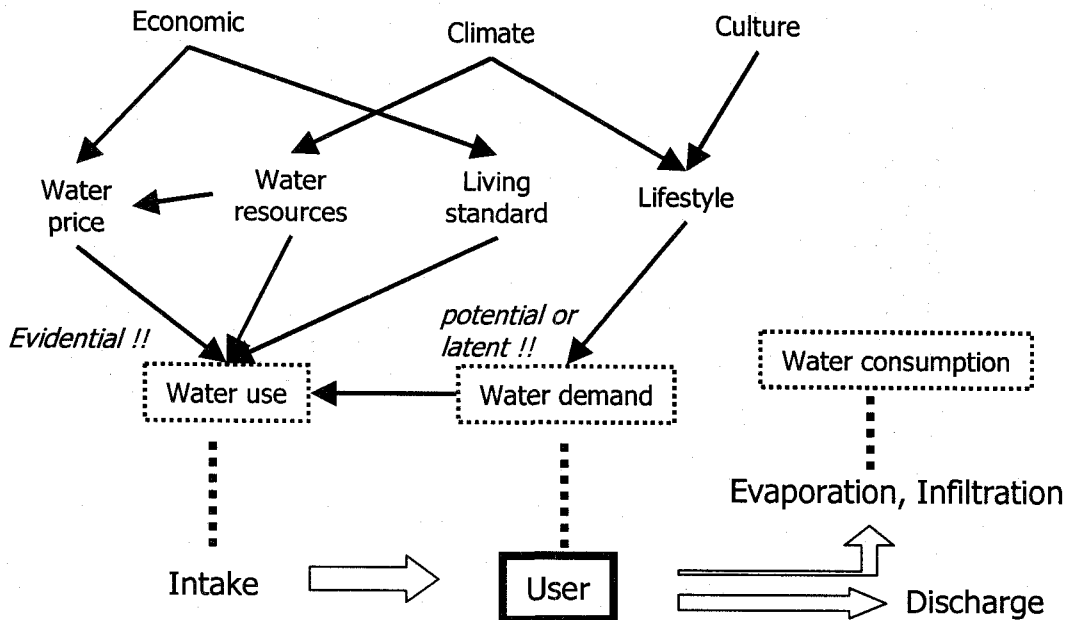 Economic
Climate
Culture
Water
price
Water
resources
Living
standard
Lifestyle
Evidential !!
potential or
latent !!
Water use
Water demand
Water consumption
Evaporation, Infiltration
Intake
User
Discharge